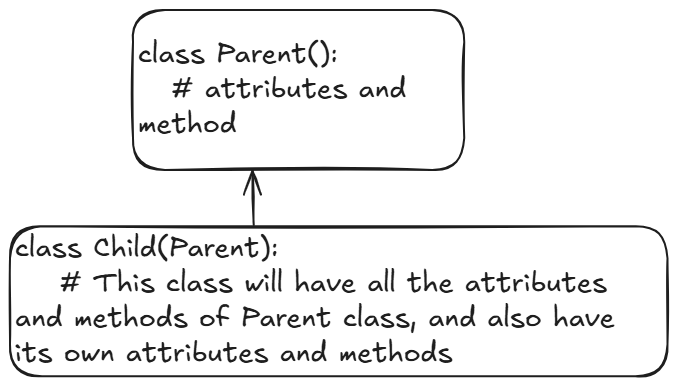 class Parent():
    # attributes and
method
class Child(Parent):
    # This class will have all the attributes
and methods of Parent class, and also have
its own attributes and methods